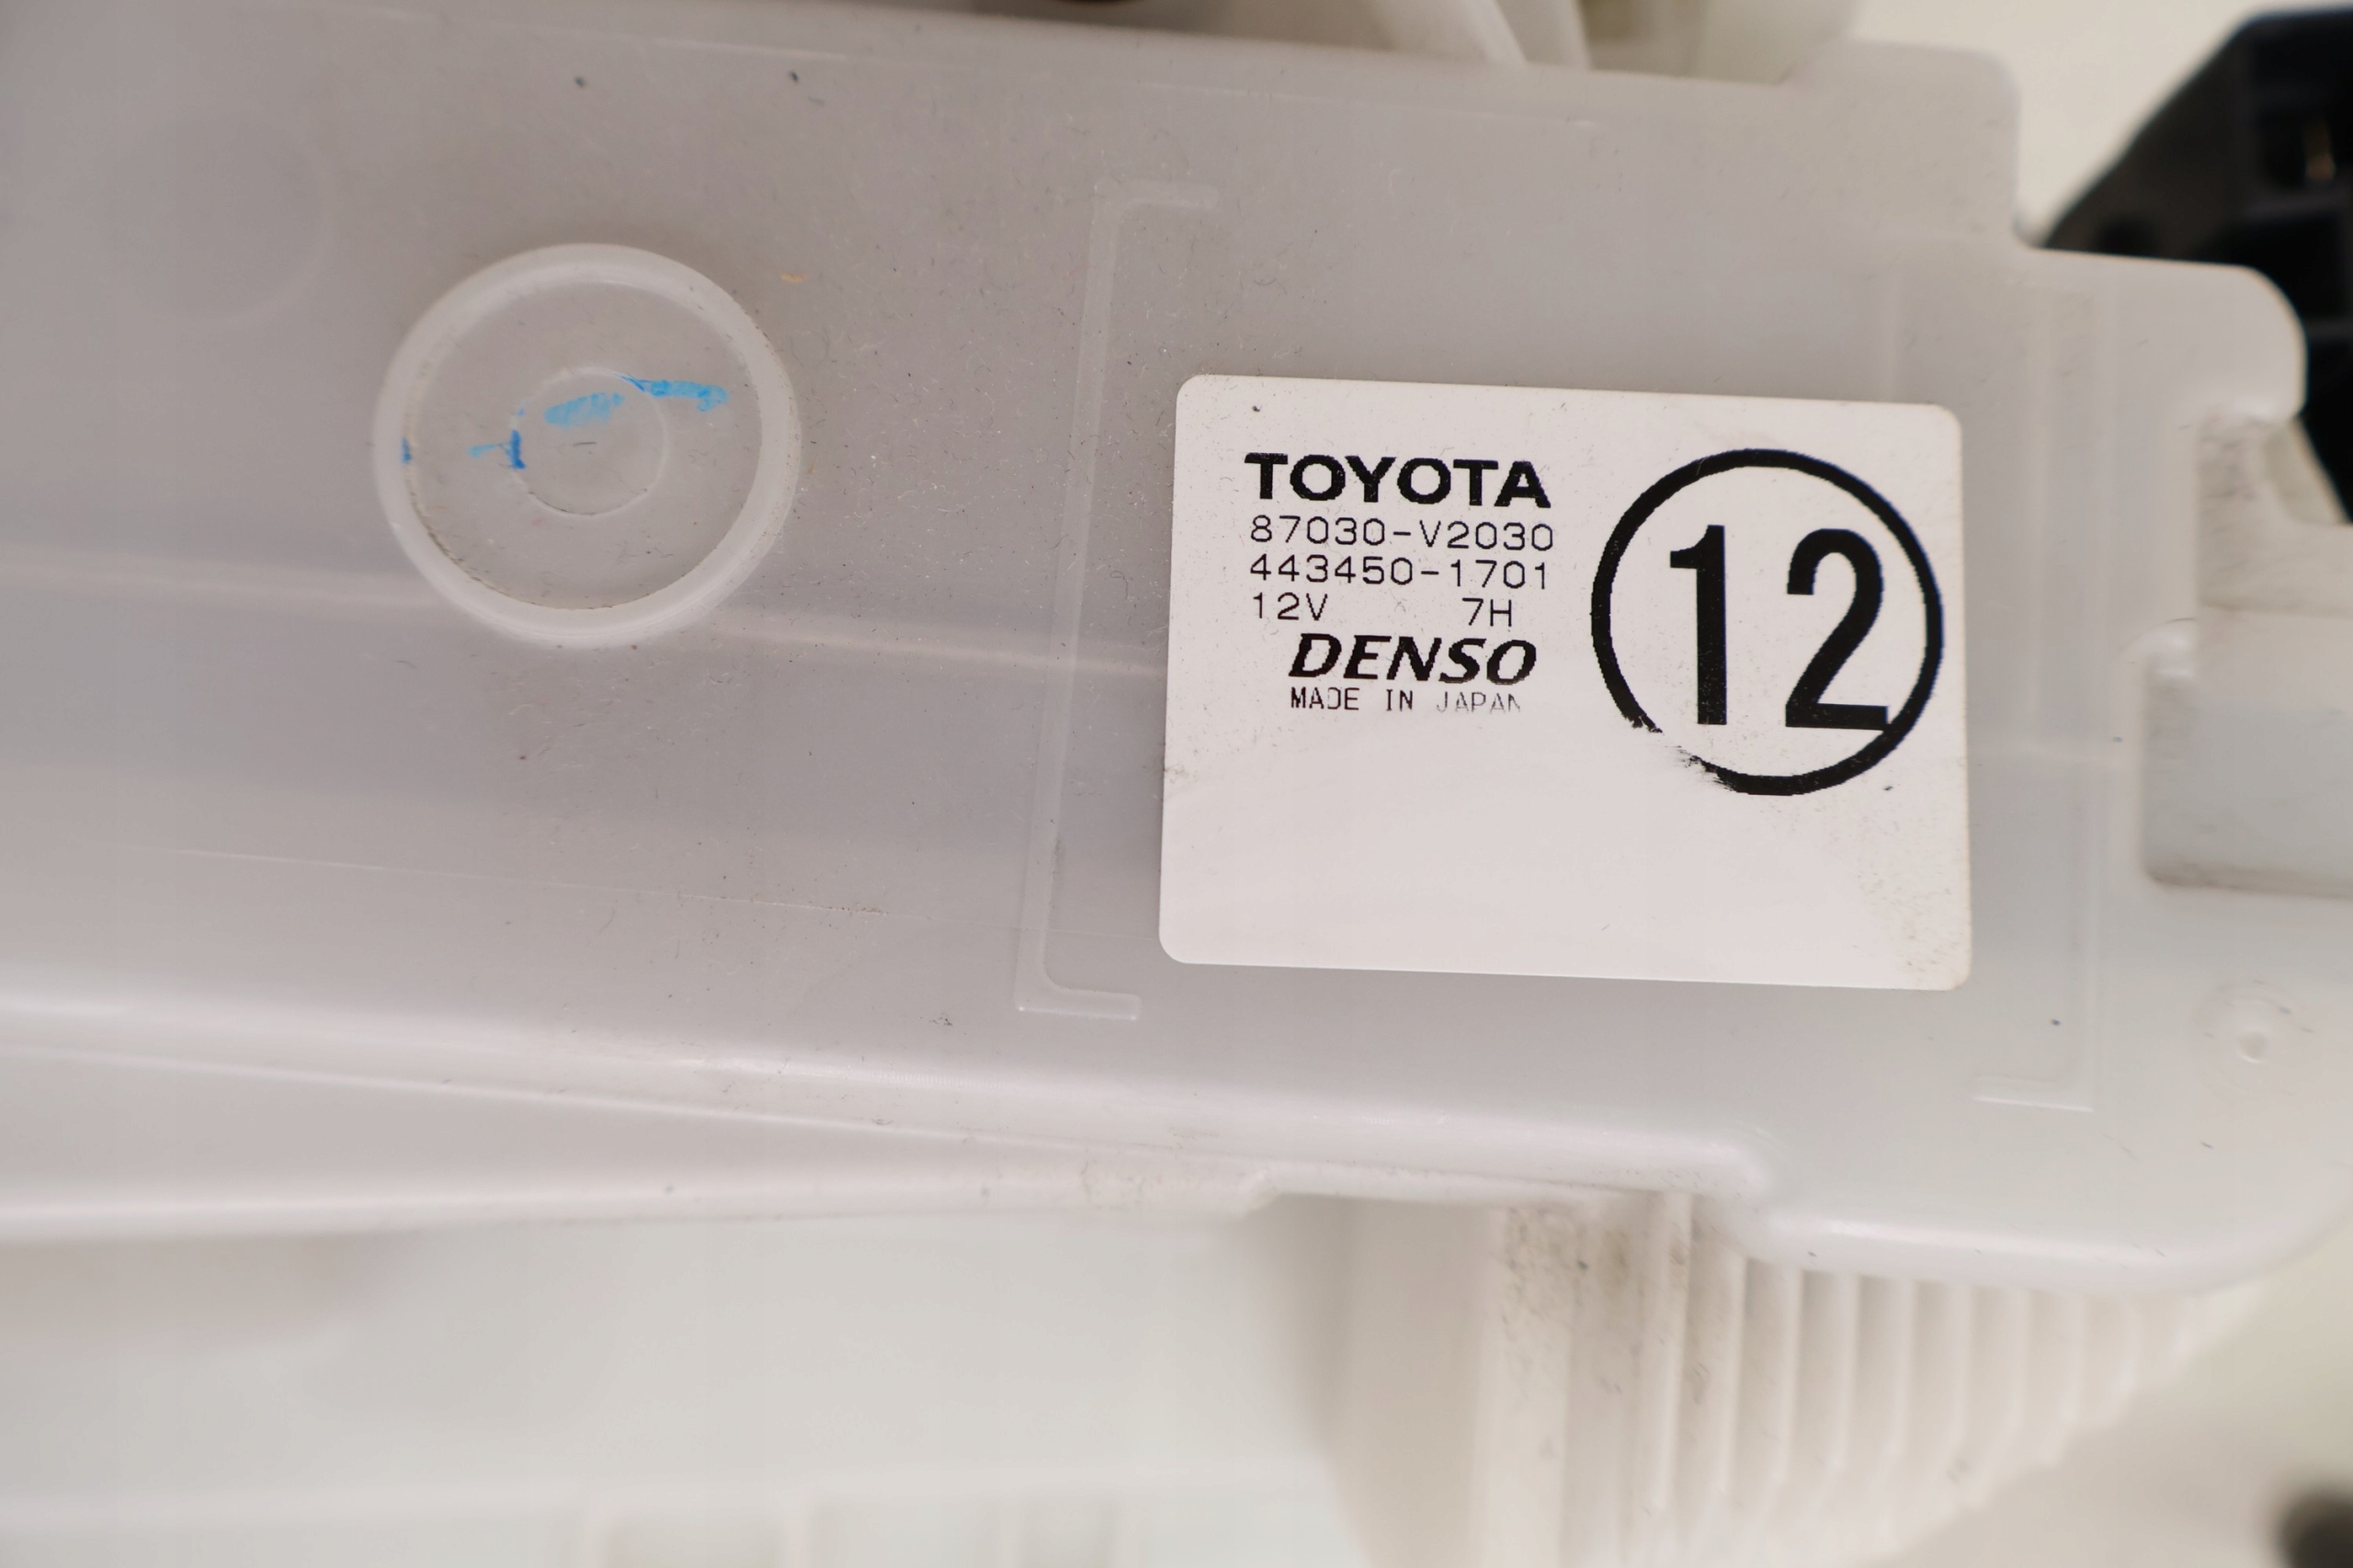 TOYOTA
87030-V2030
443450-1701
12V 7H
DENSO
MADE IN JAPAN
12